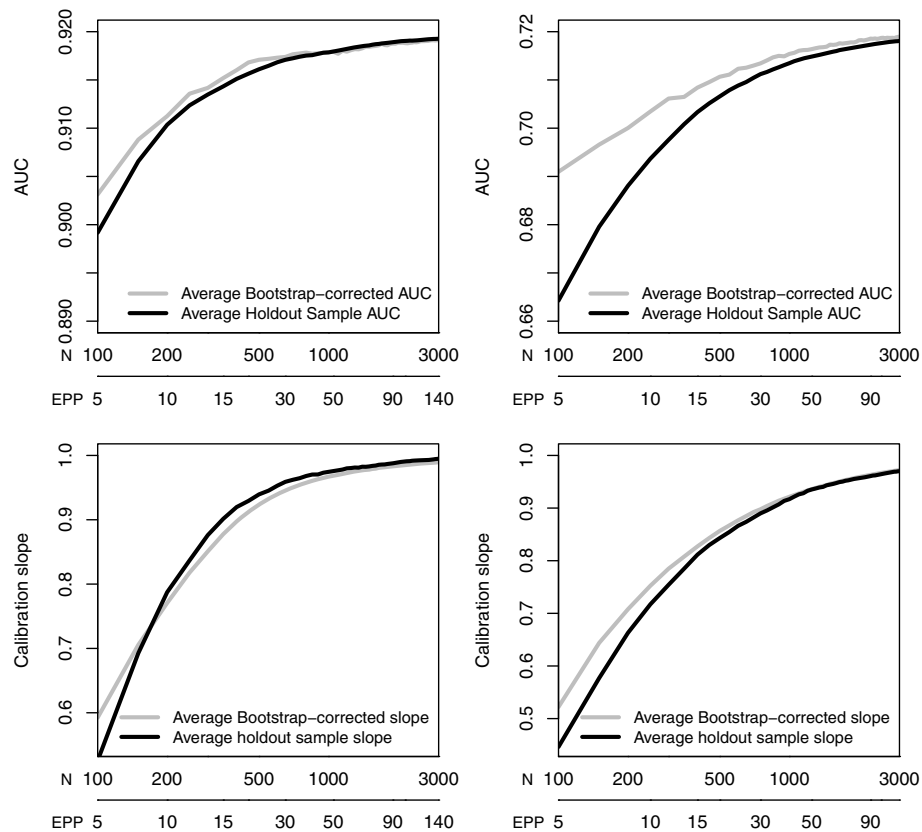 0.920
0.910
0.900
0.890
AUC
Average Bootstrap−corrected AUC
Average Holdout Sample AUC
N 100 200 500 1000 3000
EPP 5 10 15 30 50 90 140
0.72
0.70
0.68
0.66
AUC
Average Bootstrap−corrected AUC
Average Holdout Sample AUC
N 100 200 500 1000 3000
EPP 5 10 15 30 50 90
1.0
0.9
0.8
0.7
0.6
Calibration slope
Average Bootstrap−corrected slope
Average holdout sample slope
N 100 200 500 1000 3000
EPP 5 10 15 30 50 90 140
1.0
0.9
0.8
0.7
0.6
0.5
Calibration slope
Average Bootstrap−corrected slope
Average holdout sample slope
N 100 200 500 1000 3000
EPP 5 10 15 30 50 90